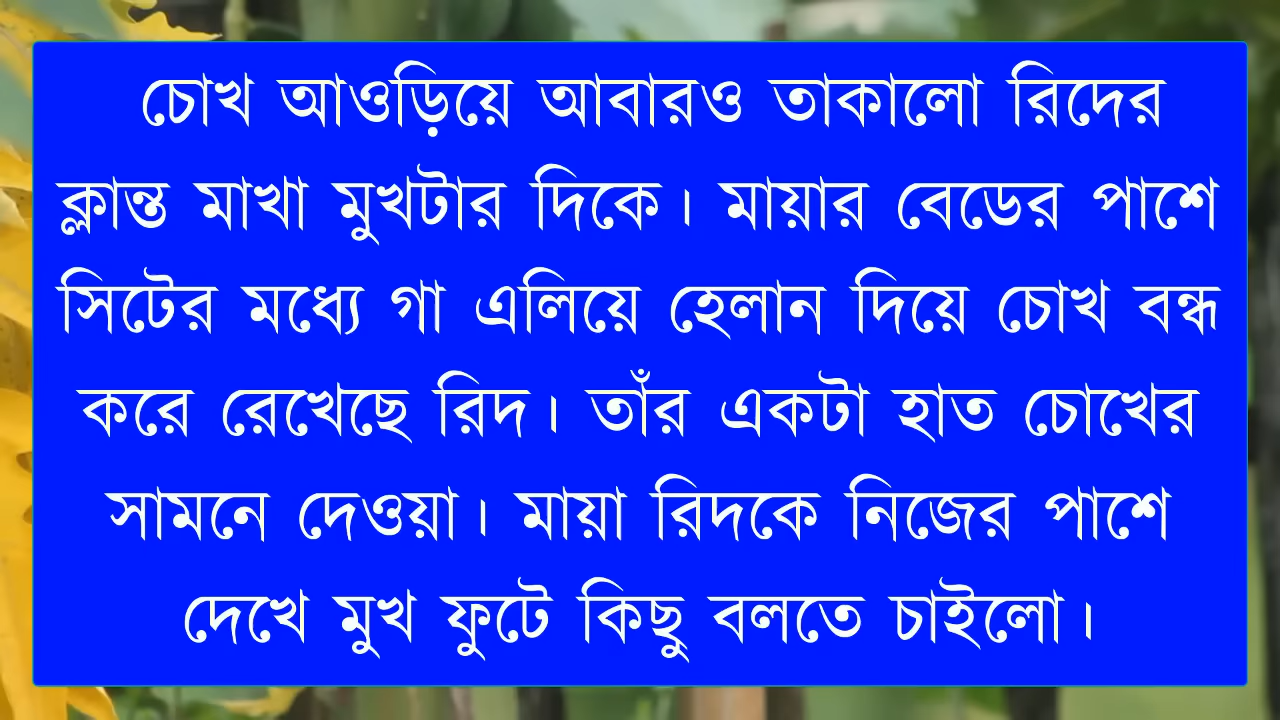 চোখ আওড়িয়ে আবারও তাকালো রিদের
ক্লান্ত মাখা মুখটার দিকে। মায়ার বেডের পাশে
সিটের মধ্যে গা এলিয়ে হেলান দিয়ে চোখ বন্ধ
করে রেখেছে রিদ। তাঁর একটা হাত চোখের
সামনে দেওয়া। মায়া রিদকে নিজের পাশে
দেখে মুখ ফুটে কিছু বলতে চাইলো।